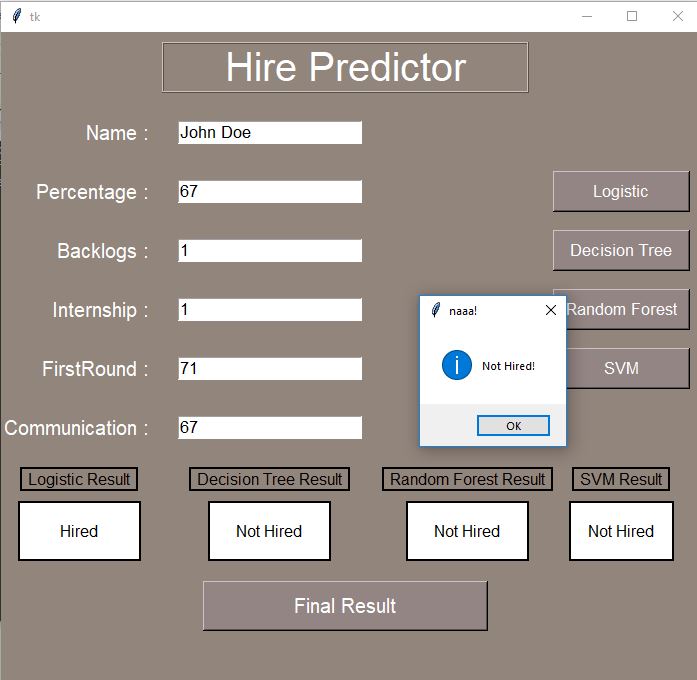 tk
Hire Predictor
Name : John Doe
Percentage : 67
Logistic
Backlogs : 1
Decision Tree
Internship : 1
Random Forest
naaa!
Not Hired!
OK
FirstRound : 71
SVM
Communication : 67
Logistic Result Decision Tree Result Random Forest Result SVM Result
Hired Not Hired Not Hired Not Hired
Final Result